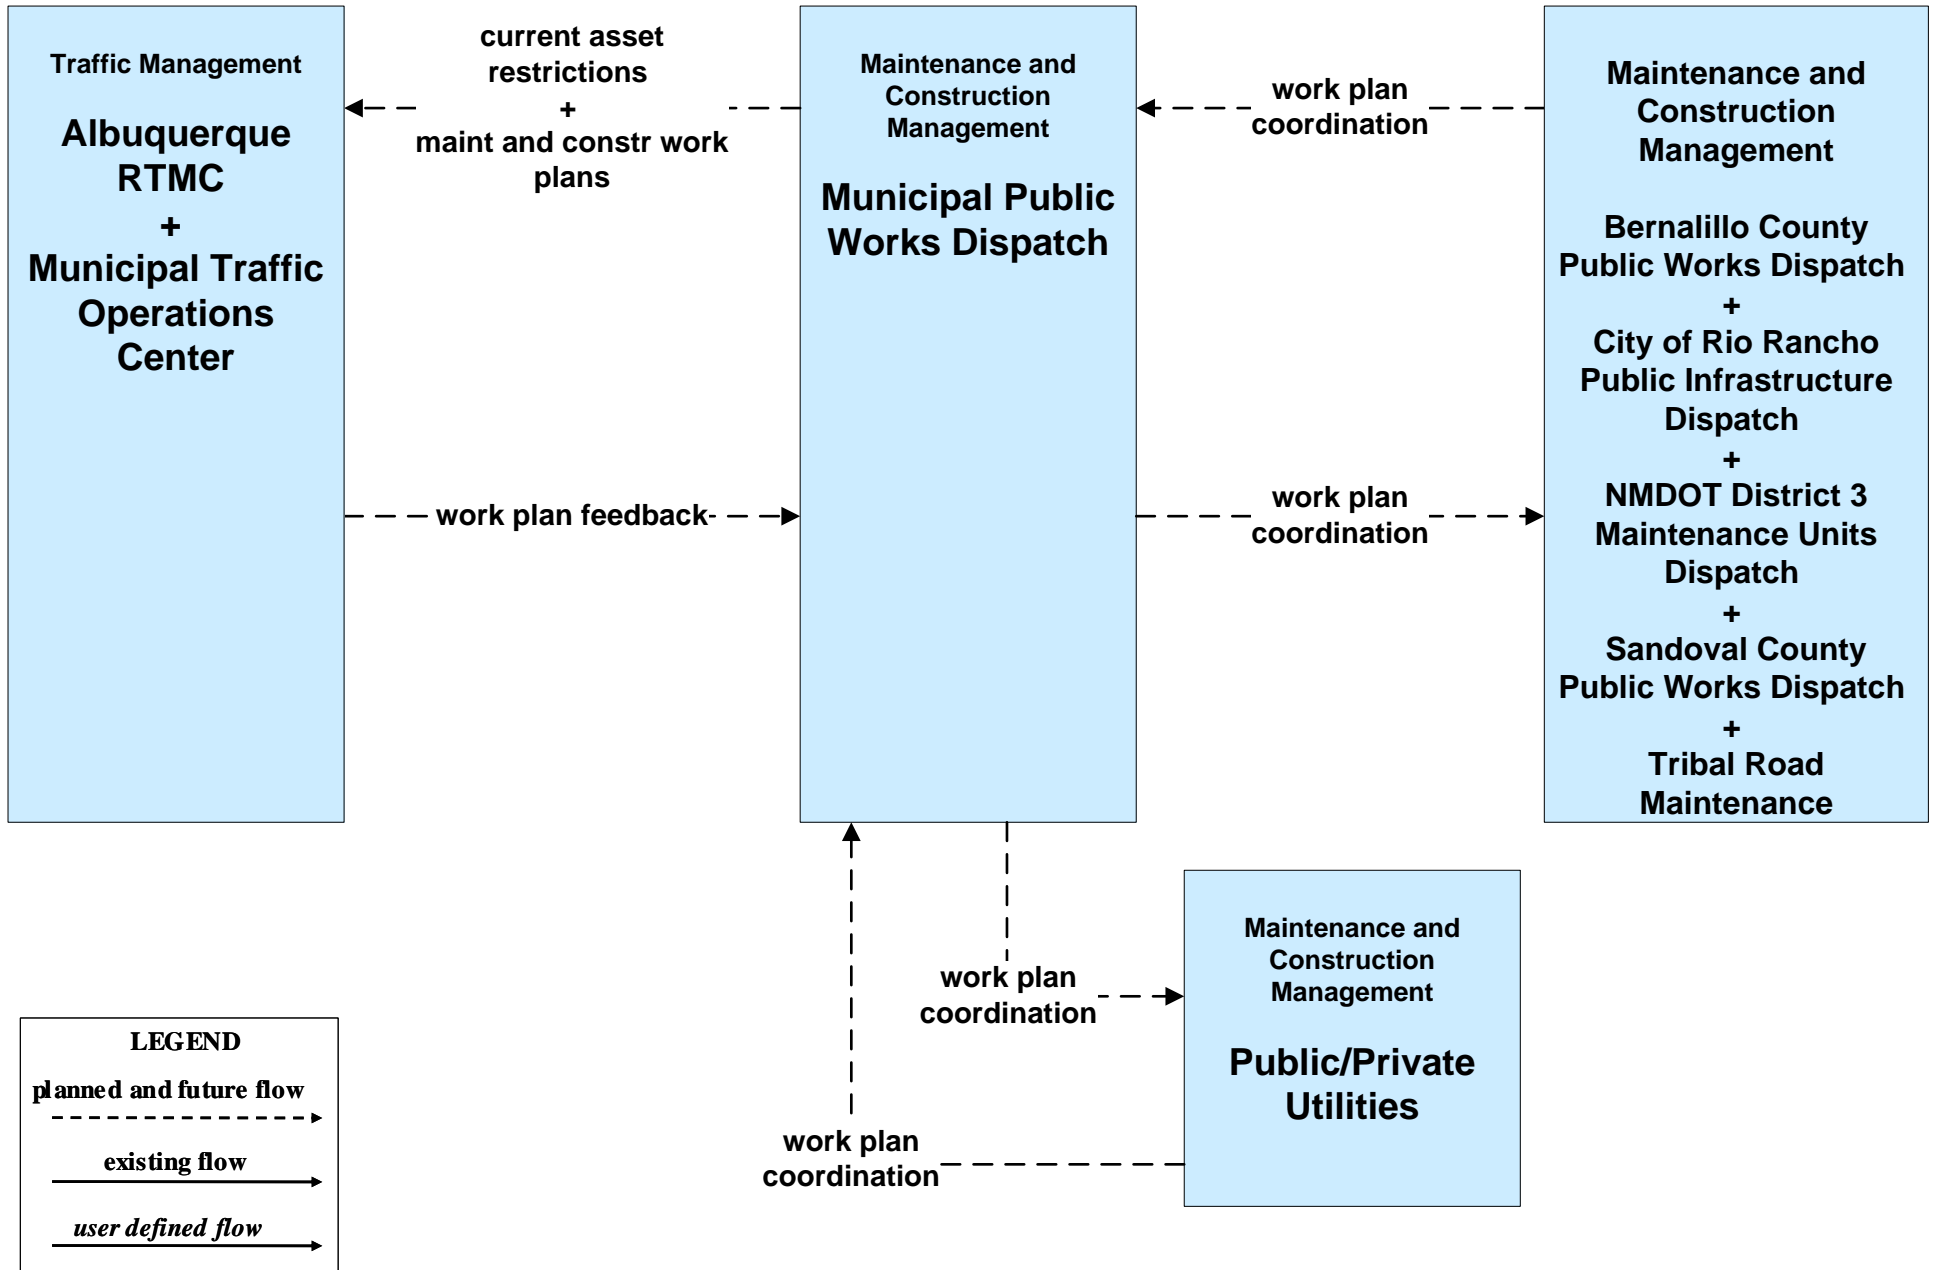 Traffic Management
Albuquerque
RTMC
+
Municipal Traffic
Operations
Center
current asset
restrictions
+
maint and constr work
plans
work plan feedback
Maintenance and
Construction
Management
Municipal Public
Works Dispatch
work plan
coordination
work plan
coordination
Maintenance and
Construction
Management
Bernalillo County
Public Works Dispatch
+
City of Rio Rancho
Public Infrastructure
Dispatch
+
NMDOT District 3
Maintenance Units
Dispatch
+
Sandoval County
Public Works Dispatch
+
Tribal Road
Maintenance
work plan
coordination
Maintenance and
Construction
Management
Public/Private
Utilities
work plan
coordination
LEGEND
planned and future flow
existing flow
user defined flow